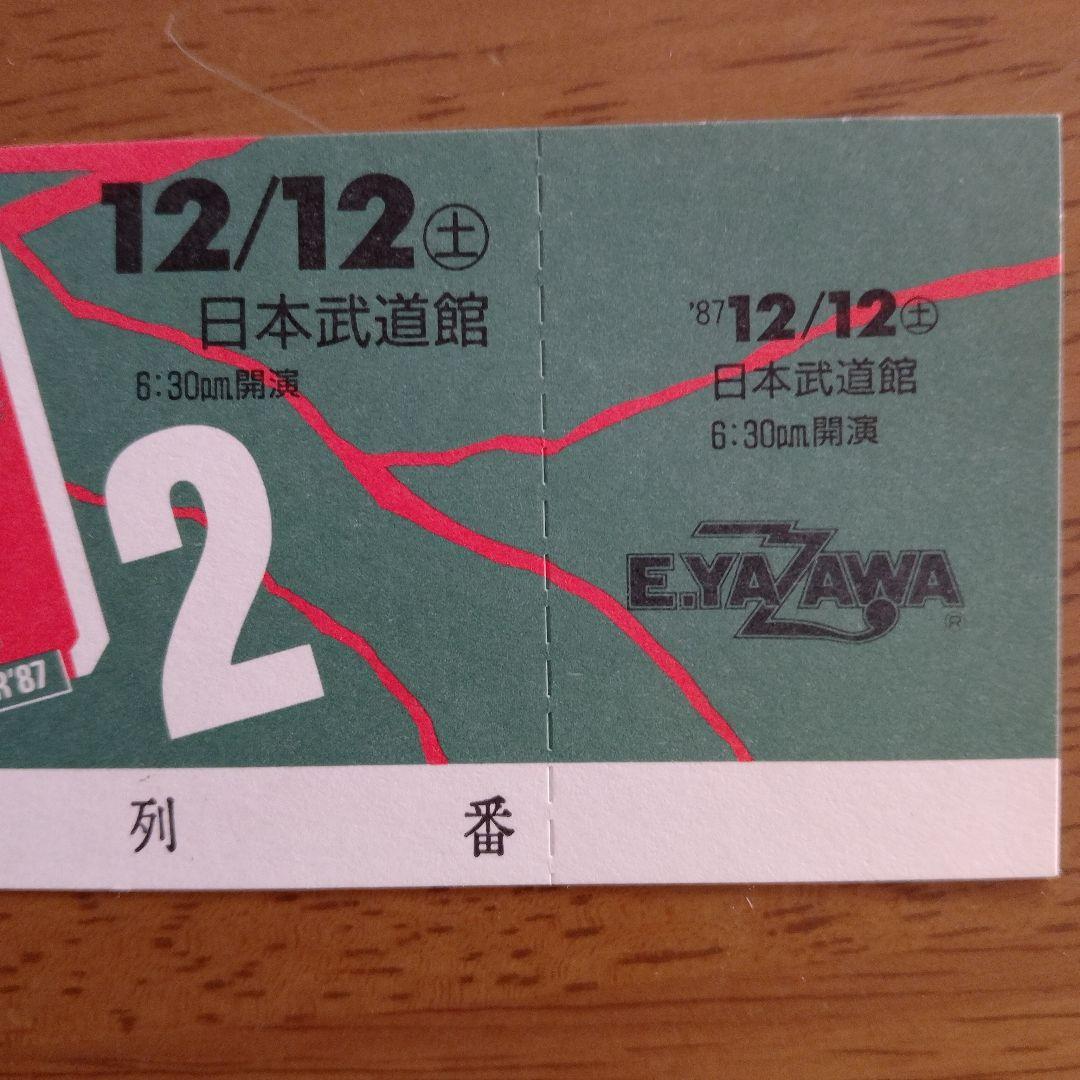 12/12㊏
日本武道館
6:30pm開演
2
R'87
列 番
'87 12/12㊏
日本武道館
6:30pm開演
E.YAZAWA
®